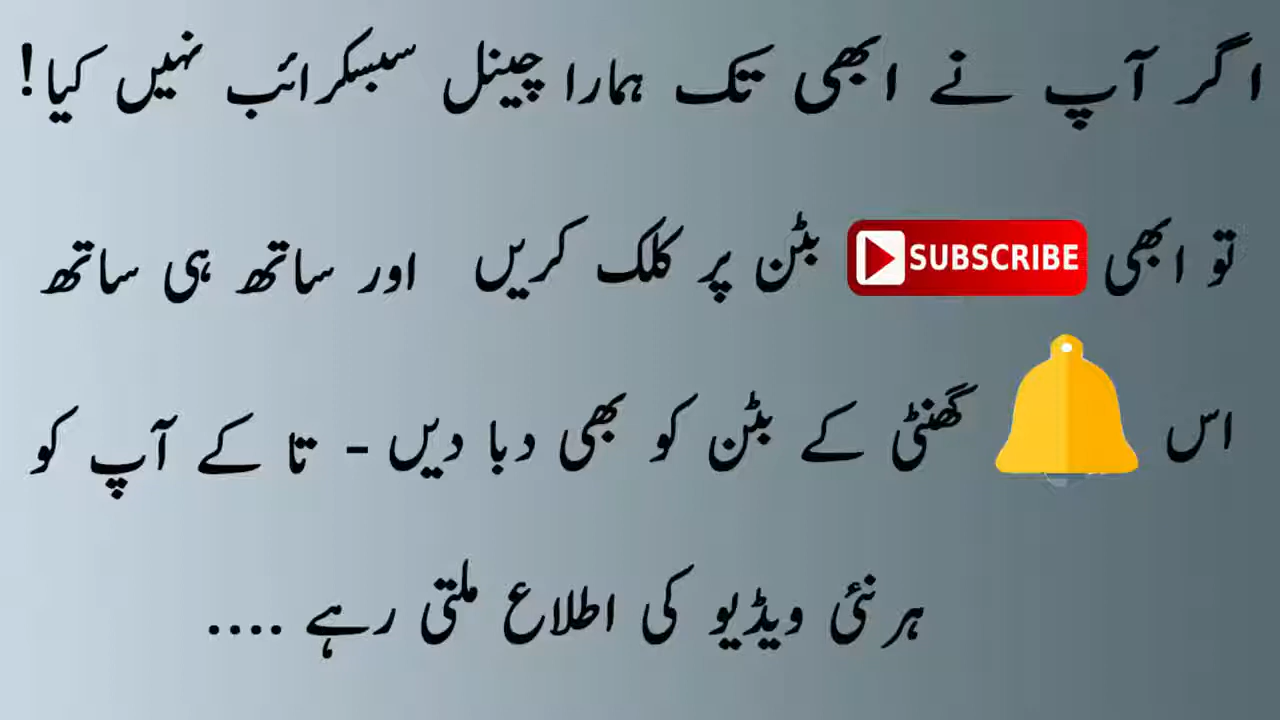 اگر آپ نے ابھی تک ہمارا چینل سبسکرائب نہیں کیا!
تو ابھی SUBSCRIBE بٹن پر کلک کریں اور ساتھ ہی ساتھ
اس گھنٹی کے بٹن کو بھی دبا دیں - تا کے آپ کو
ہر نئی ویڈیو کی اطلاع ملتی رہے ....